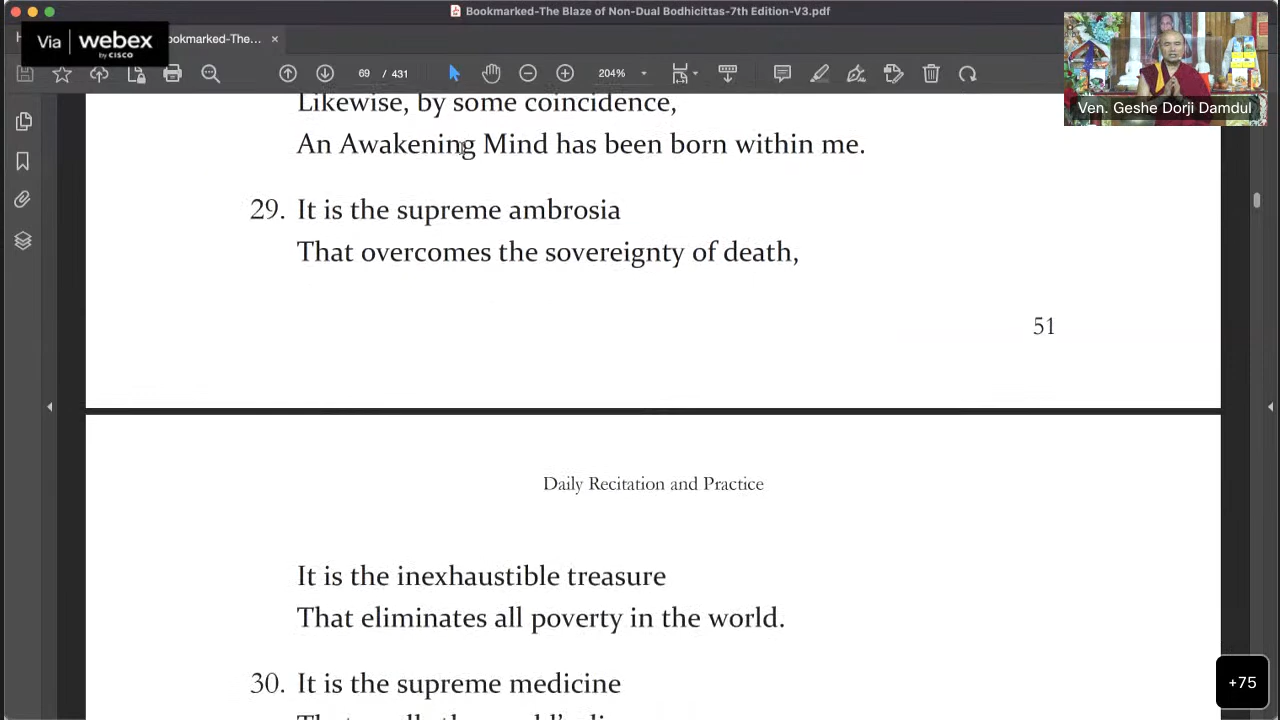 Bookmarked-The Blaze of Non-Dual Bodhicittas-7th Edition-V3.pdf
Via webex
by CISCO
ookmarked-The...
69 / 431
204%
Ven. Geshe Dorji Damdul
Likewise, by some coincidence,
An Awakening Mind has been born within me.
29. It is the supreme ambrosia
That overcomes the sovereignty of death,
51
Daily Recitation and Practice
It is the inexhaustible treasure
That eliminates all poverty in the world.
30. It is the supreme medicine
+75